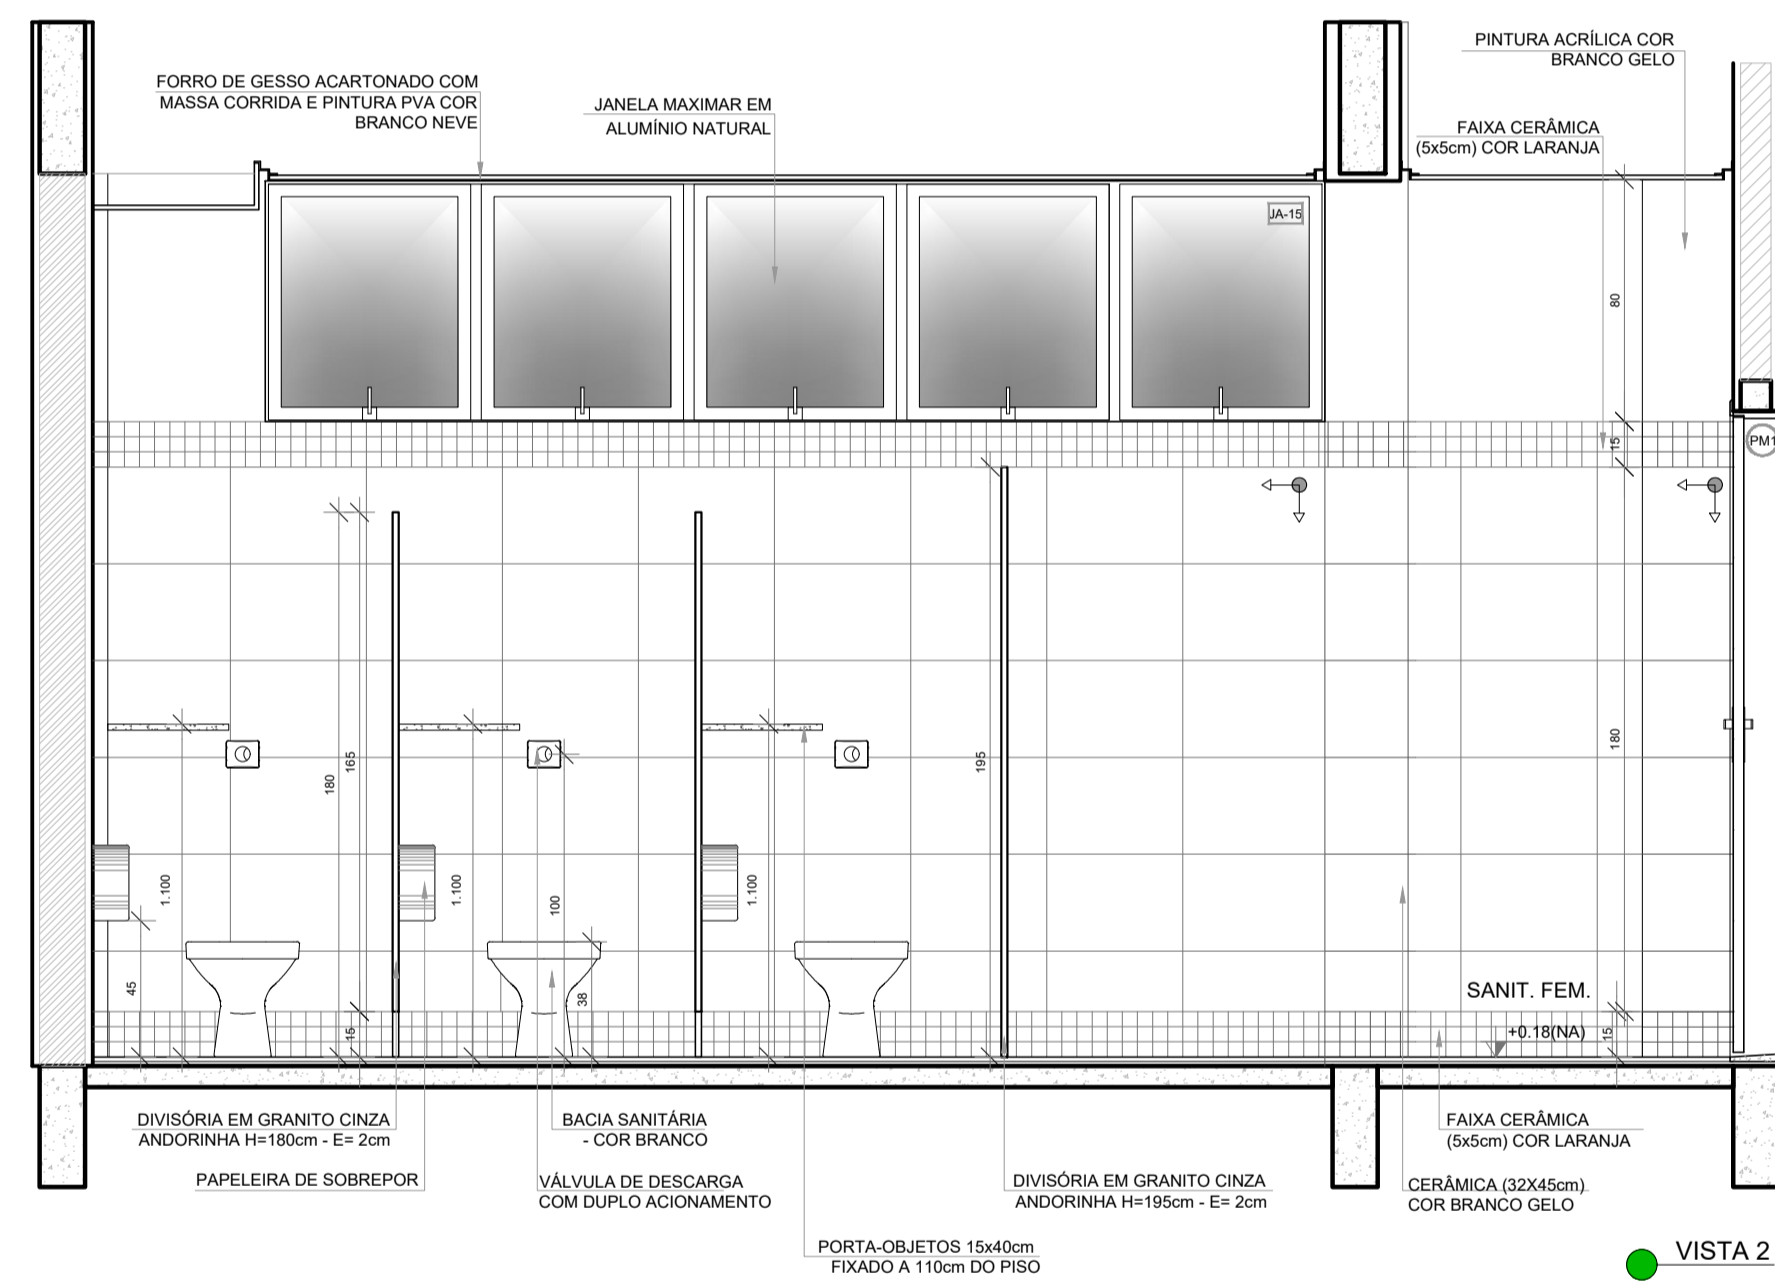 PINTURA ACRÍLICA COR
BRANCO GELO
FORRO DE GESSO ACARTONADO COM
MASSA CORRIDA E PINTURA PVA COR
BRANCO NEVE
JANELA MAXIMAR EM
ALUMÍNIO NATURAL
FAIXA CERÂMICA
(5x5cm) COR LARANJA
JA-15
80
15
PM1
180
165
195
180
1.100
1.100
1.100
100
45
38
15
SANIT. FEM.
+0.18(NA)
15
DIVISÓRIA EM GRANITO CINZA
ANDORINHA H=180cm - E= 2cm
BACIA SANITÁRIA
- COR BRANCO
FAIXA CERÂMICA
(5x5cm) COR LARANJA
PAPELEIRA DE SOBREPOR
VÁLVULA DE DESCARGA
COM DUPLO ACIONAMENTO
DIVISÓRIA EM GRANITO CINZA
ANDORINHA H=195cm - E= 2cm
CERÂMICA (32X45cm)
COR BRANCO GELO
PORTA-OBJETOS 15x40cm
FIXADO A 110cm DO PISO
VISTA 2